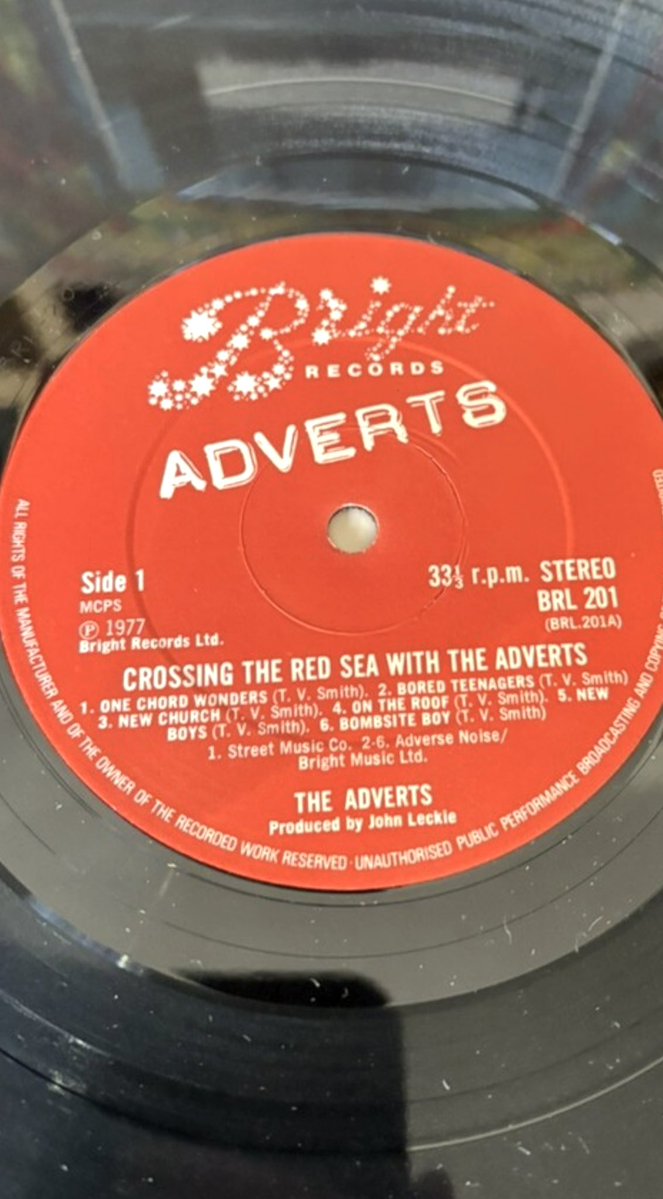 Bright
RECORDS
ADVERTS
Side 1
MCPS
Ⓟ 1977
Bright Records Ltd.
33⅓ r.p.m. STEREO
BRL 201
(BRL.201A)
CROSSING THE RED SEA WITH THE ADVERTS
1. ONE CHORD WONDERS (T. V. Smith). 2. BORED TEENAGERS (T. V. Smith)
3. NEW CHURCH (T. V. Smith). 4. ON THE ROOF (T. V. Smith). 5. NEW
BOYS (T. V. Smith). 6. BOMBSITE BOY (T. V. Smith)
1. Street Music Co. 2-6. Adverse Noise/
Bright Music Ltd.
THE ADVERTS
Produced by John Leckie
ALL RIGHTS OF THE MANUFACTURER AND OF THE OWNER OF THE RECORDED WORK RESERVED · UNAUTHORISED PUBLIC PERFORMANCE BROADCASTING AND COPYING